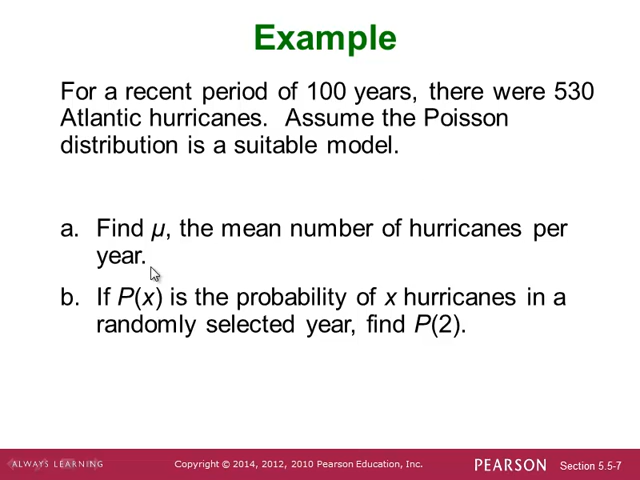 Example
For a recent period of 100 years, there were 530
Atlantic hurricanes. Assume the Poisson
distribution is a suitable model.
a. Find μ, the mean number of hurricanes per
year.
b. If P(x) is the probability of x hurricanes in a
randomly selected year, find P(2).
ALWAYS LEARNING
Copyright © 2014, 2012, 2010 Pearson Education, Inc.
PEARSON
Section 5.5-7